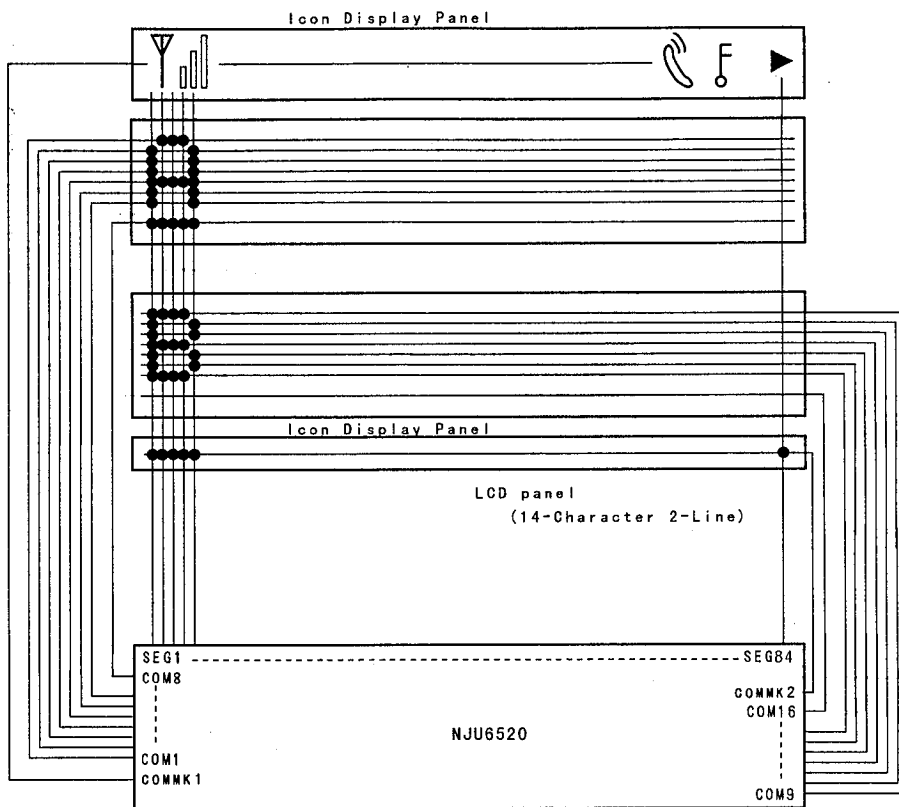 Icon Display Panel
Icon Display Panel
LCD panel
(14-Character 2-Line)
SEG1 SEG84
COM8
COMMK2
COM16
NJU6520
COM1
COMMK1
COM9